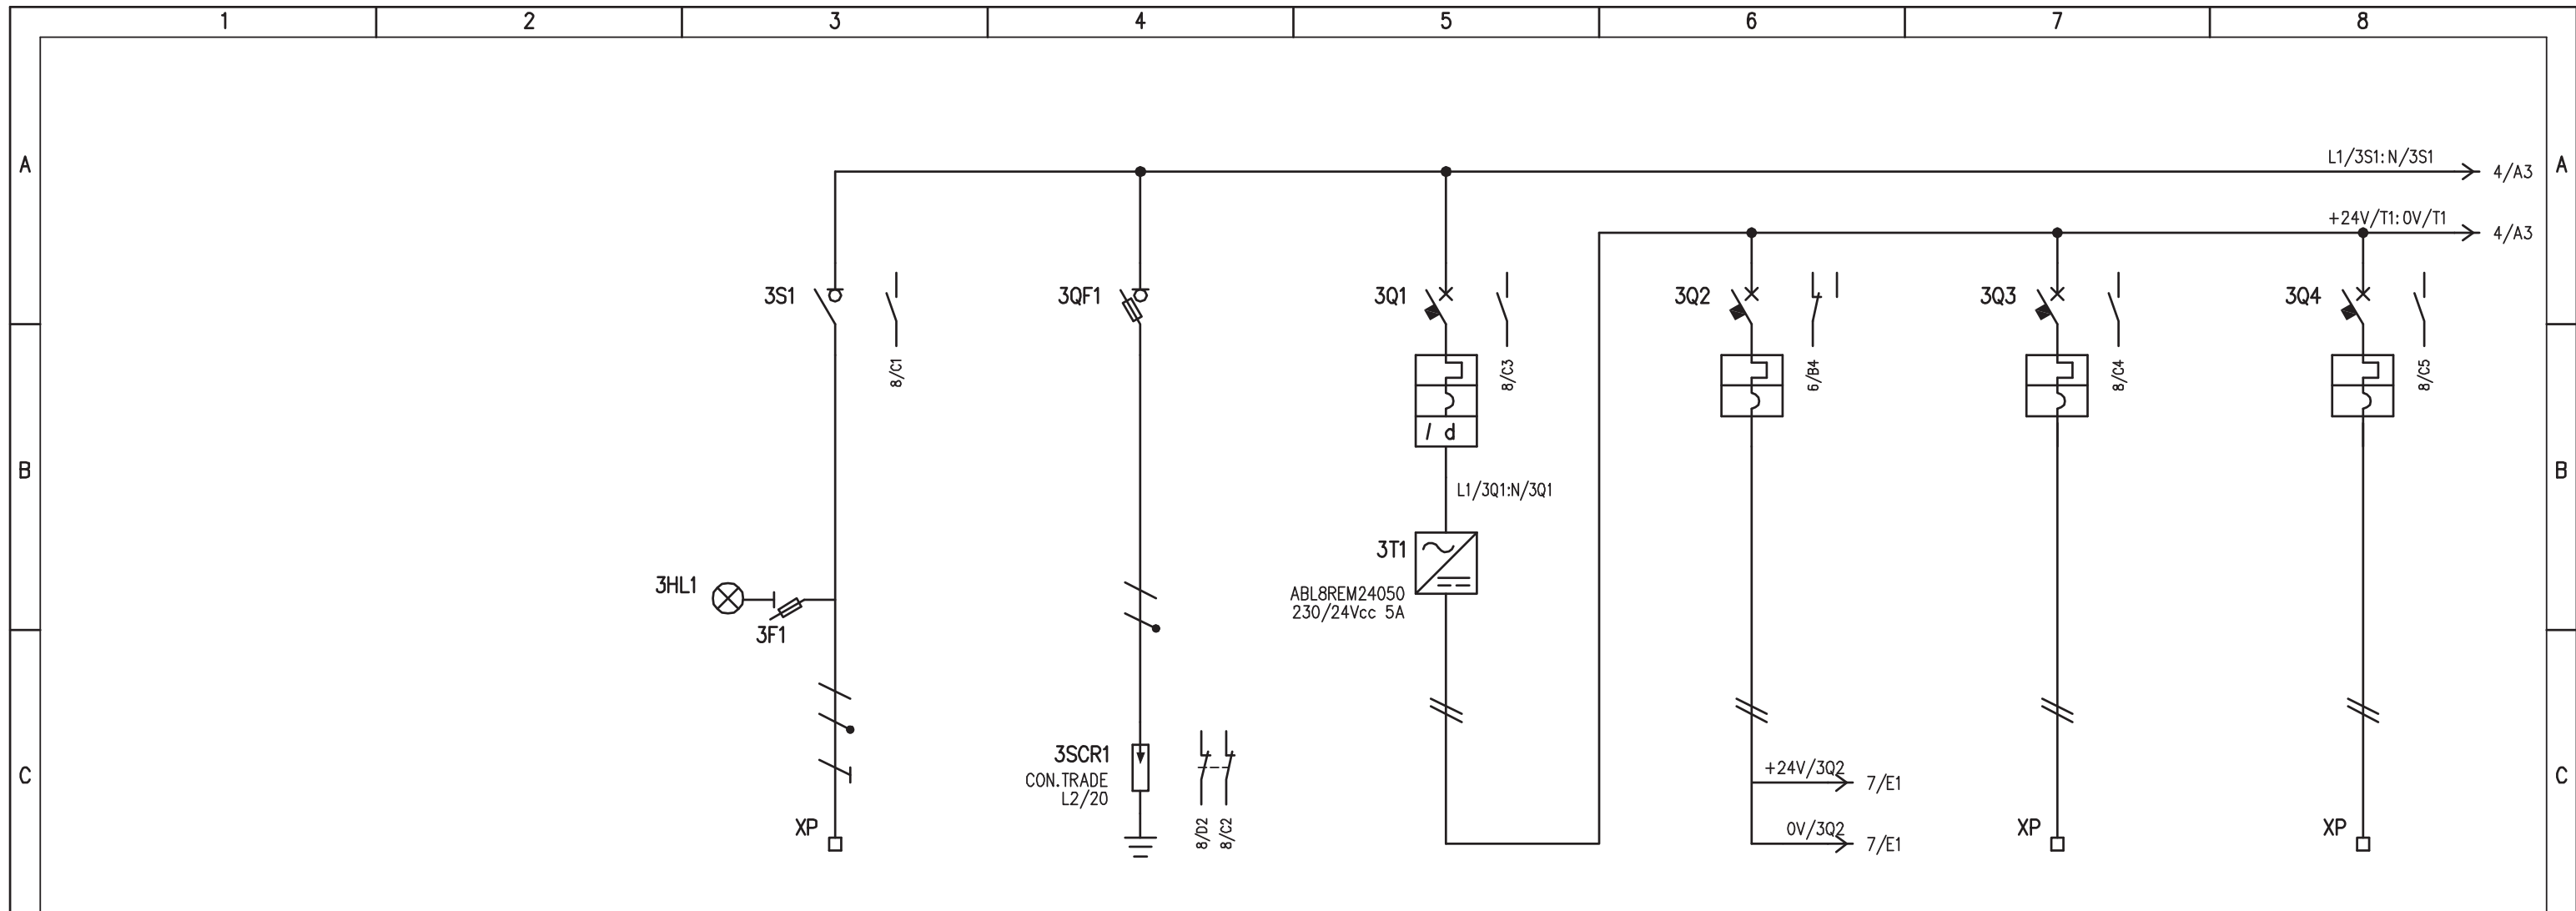 1 2 3 4 5 6 7 8
L1/3S1:N/3S1
A 4/A3 A
+24V/T1:0V/T1
4/A3
3S1 3QF1 3Q1 3Q2 3Q3 3Q4
8/C1 8/C3 6/B4 8/C4 8/C5
I d
B B
L1/3Q1:N/3Q1
3T1
ABL8REM24050
230/24Vcc 5A
3HL1
3F1
3SCR1
CON.TRADE
L2/20
C C
+24V/3Q2
7/E1
0V/3Q2
7/E1
8/D2 8/C2
XP XP XP